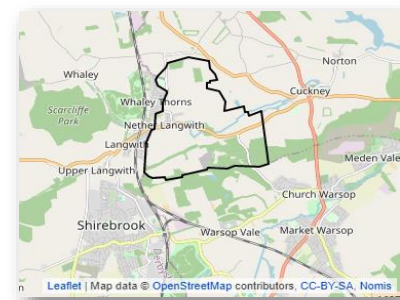 Norton
Whaley
Cuckney
Scarcliffe
Park
Whaley Thorns
Nether Langwith
Langwith
Meden Vale
Upper Langwith
Church Warsop
Shirebrook
Warsop Vale
Market Warsop
Leaflet | Map data © OpenStreetMap contributors, CC-BY-SA, Nomis